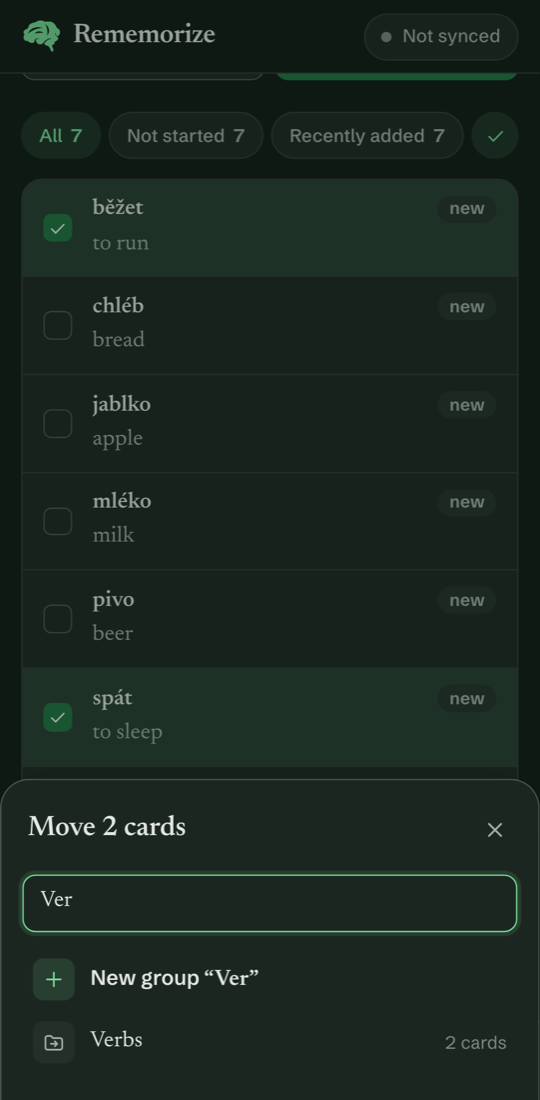 Rememorize
Not synced
All 7
Not started 7
Recently added 7
běžet
new
to run
chléb
new
bread
jablko
new
apple
mléko
new
milk
pivo
new
beer
spát
new
to sleep
Move 2 cards
Ver
New group “Ver”
Verbs
2 cards